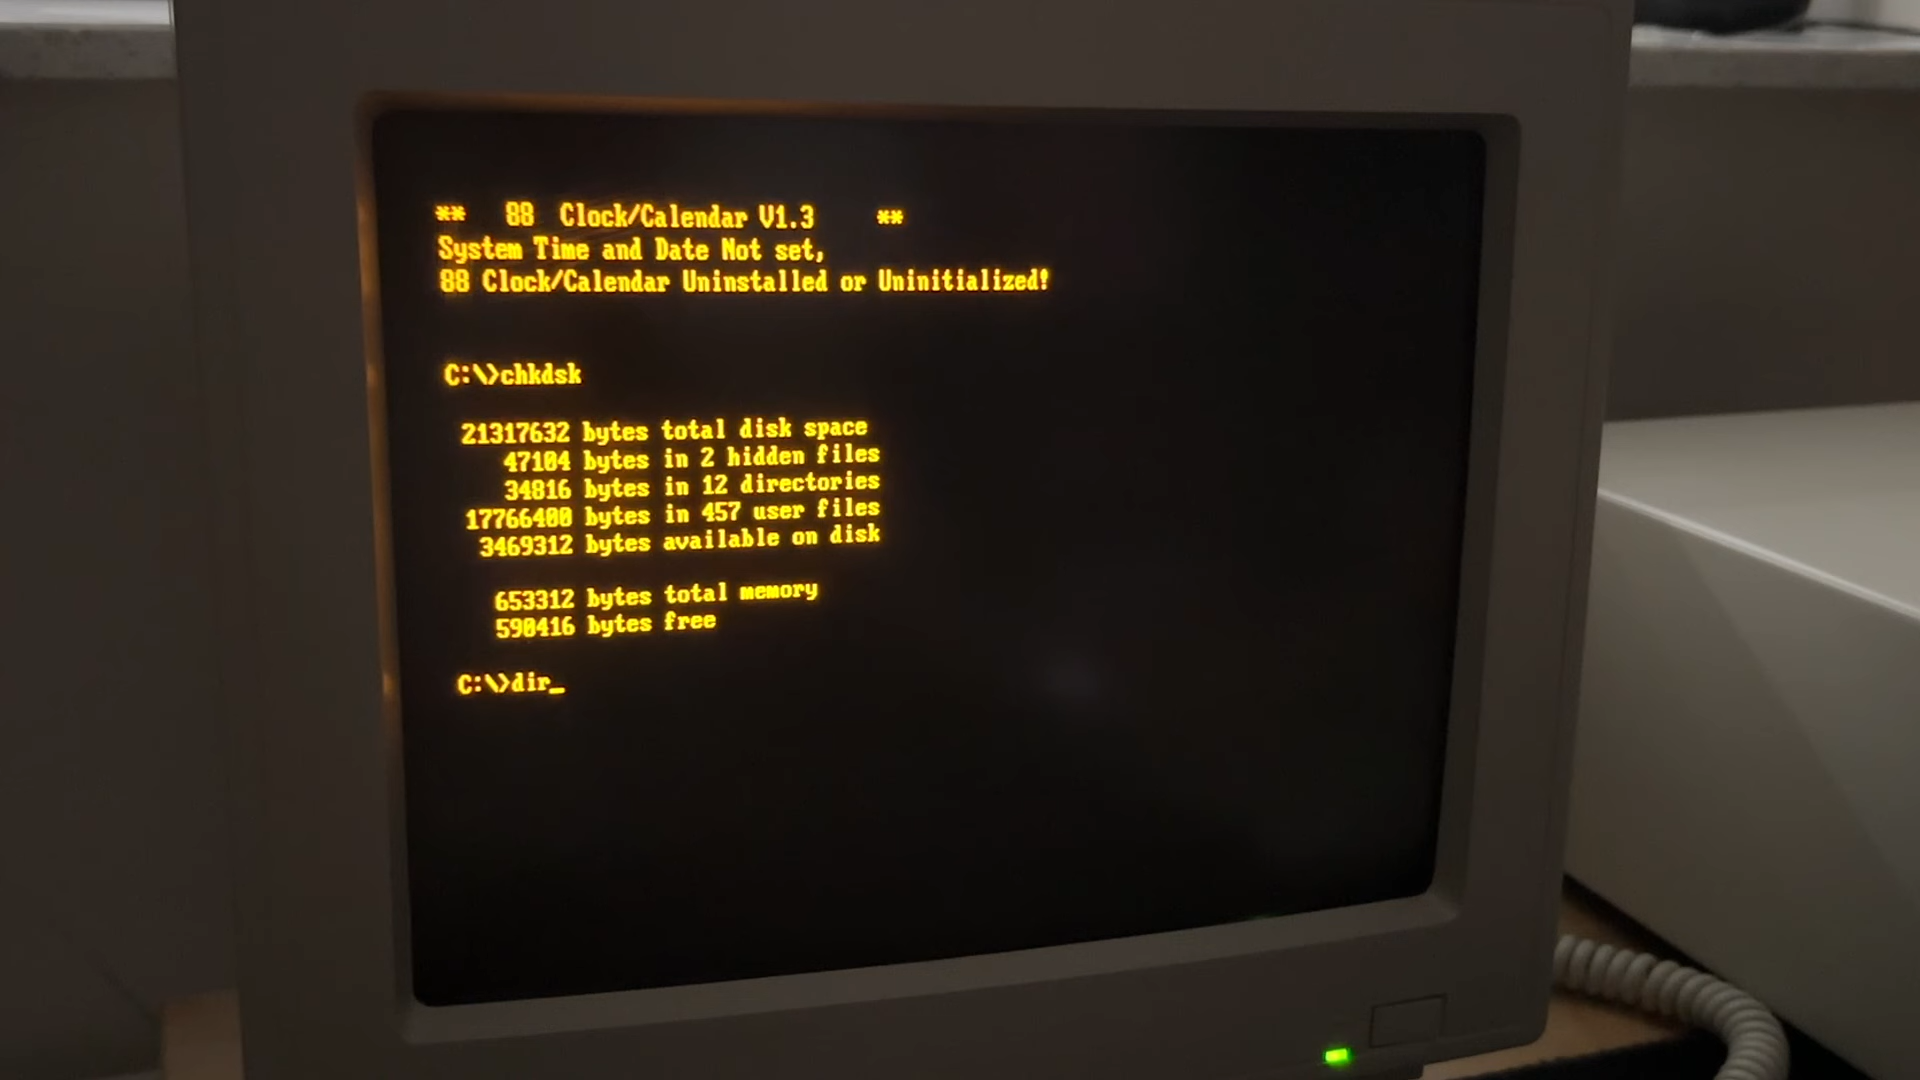 ** 88 Clock/Calendar V1.3 **
System Time and Date Not set,
88 Clock/Calendar Uninstalled or Uninitialized!
C:\>chkdsk
21317632 bytes total disk space
47104 bytes in 2 hidden files
34816 bytes in 12 directories
17766400 bytes in 457 user files
3469312 bytes available on disk
653312 bytes total memory
590416 bytes free
C:\>dir_